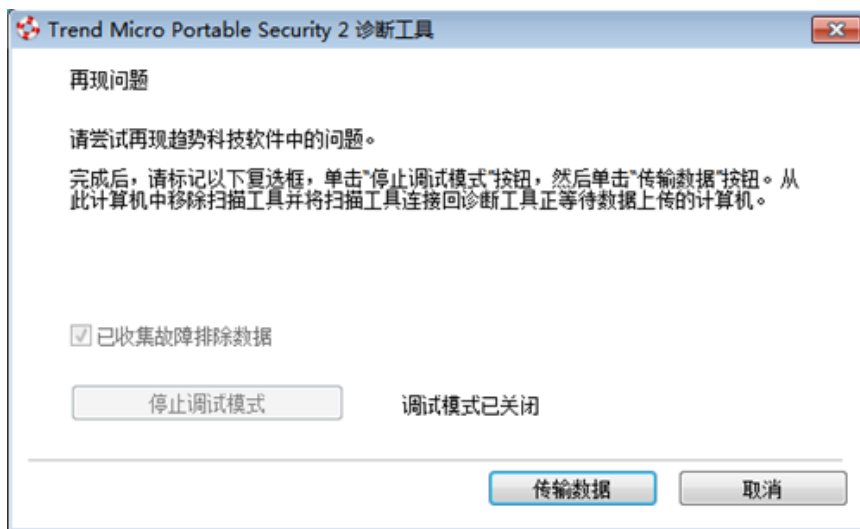 Trend Micro Portable Security 2 诊断工具
再现问题
请尝试再现趋势科技软件中的问题。
完成后，请标记以下复选框，单击"停止调试模式"按钮，然后单击"传输数据"按钮。从
此计算机中移除扫描工具并将扫描工具连接回诊断工具正等待数据上传的计算机。
已收集故障排除数据
停止调试模式 调试模式已关闭
传输数据 取消